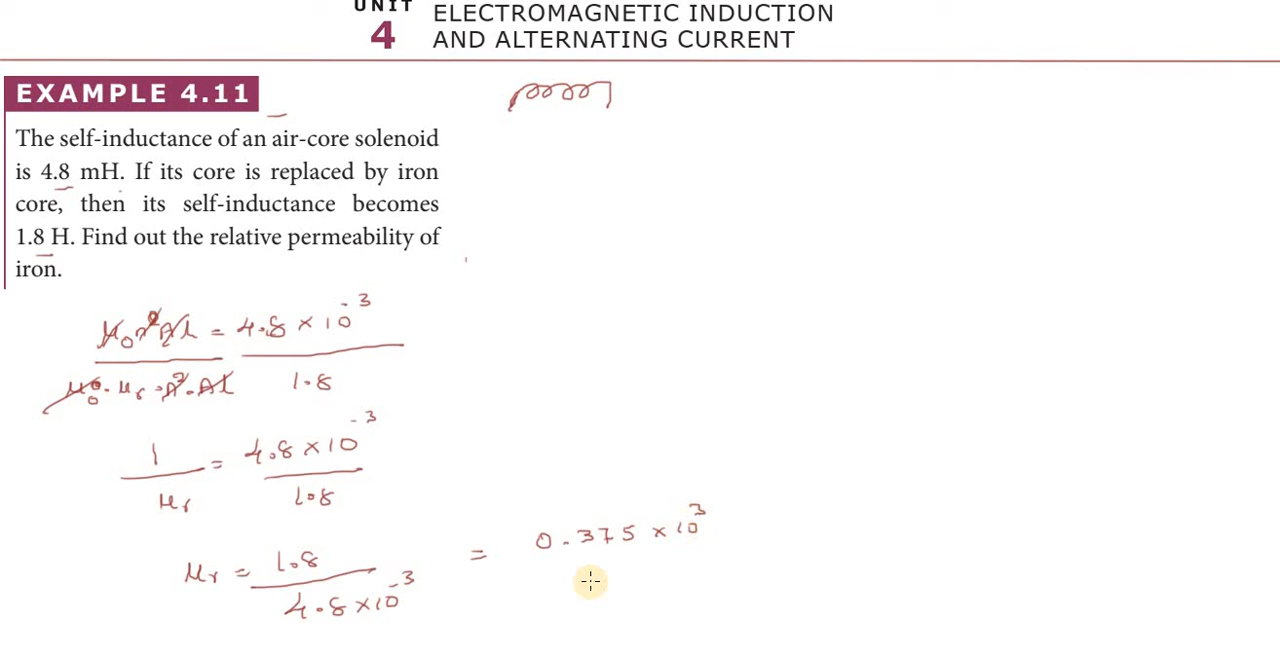 UNIT
4
ELECTROMAGNETIC INDUCTION
AND ALTERNATING CURRENT
EXAMPLE 4.11
The self-inductance of an air-core solenoid
is 4.8 mH. If its core is replaced by iron
core, then its self-inductance becomes
1.8 H. Find out the relative permeability of
iron.
μ₀n²Al = 4.8 × 10⁻³
μ₀. μr . n². Al 1.8
1 = 4.8 × 10⁻³
μr 1.8
μr = 1.8 = 0.375 × 10³
4.8 × 10⁻³